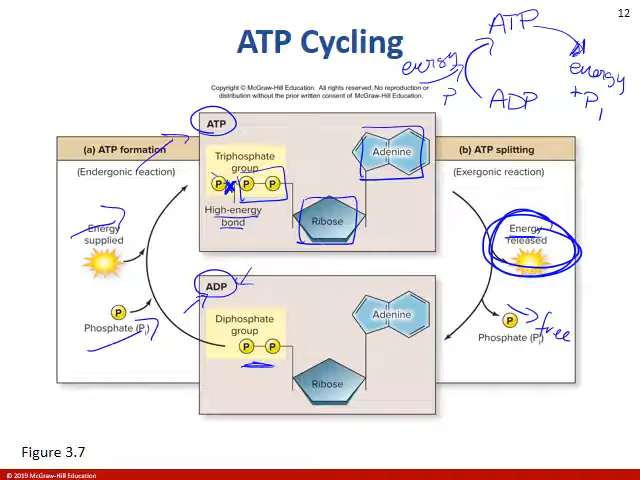 12
ATP Cycling
Copyright © McGraw-Hill Education. All rights reserved. No reproduction or
distribution without the prior written consent of McGraw-Hill Education.
ATP
energy
energy
P
ADP
+ Pi
(a) ATP formation
(Endergonic reaction)
Energy
supplied
P
Phosphate (Pi)
ATP
Triphosphate
group
P P P
High-energy
bond
Adenine
Ribose
ADP
Diphosphate
group
P P
Adenine
Ribose
(b) ATP splitting
(Exergonic reaction)
Energy
released
P
free
Phosphate (Pi)
Figure 3.7
© 2019 McGraw-Hill Education